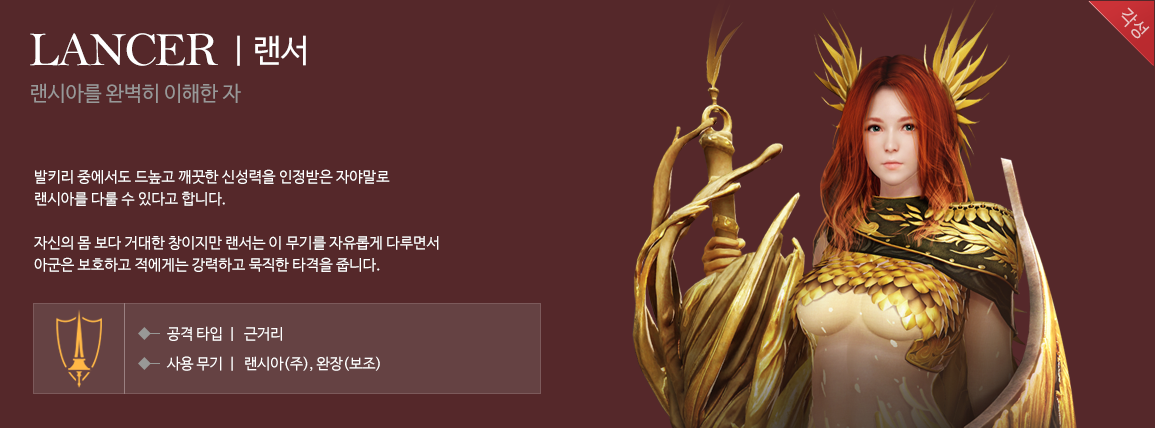 LANCER | 랜서
각성
랜시아를 완벽히 이해한 자
발키리 중에서도 드높고 깨끗한 신성력을 인정받은 자야말로
랜시아를 다룰 수 있다고 합니다.
자신의 몸 보다 거대한 창이지만 랜서는 이 무기를 자유롭게 다루면서
아군은 보호하고 적에게는 강력하고 묵직한 타격을 줍니다.
공격 타입 | 근거리
사용 무기 | 랜시아(주), 완장(보조)